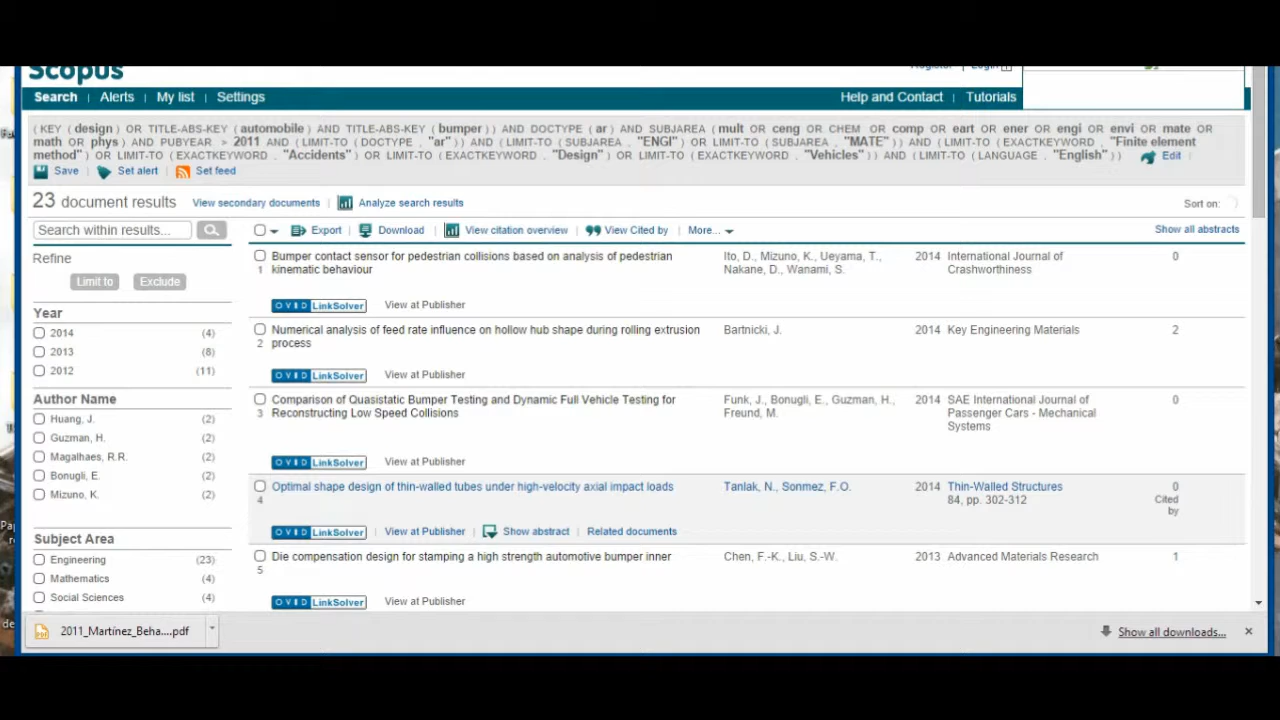 Scopus
Search | Alerts | My list | Settings
Help and Contact | Tutorials
( KEY ( design ) OR TITLE-ABS-KEY ( automobile ) AND TITLE-ABS-KEY ( bumper ) ) AND DOCTYPE ( ar ) AND SUBJAREA ( mult OR ceng OR CHEM OR comp OR eart OR ener OR engi OR envi OR mate OR
math OR phys ) AND PUBYEAR > 2011 AND ( LIMIT-TO ( DOCTYPE , "ar" ) ) AND ( LIMIT-TO ( SUBJAREA , "ENGI" ) OR LIMIT-TO ( SUBJAREA , "MATE" ) ) AND ( LIMIT-TO ( EXACTKEYWORD , "Finite element
method" ) OR LIMIT-TO ( EXACTKEYWORD , "Accidents" ) OR LIMIT-TO ( EXACTKEYWORD , "Design" ) OR LIMIT-TO ( EXACTKEYWORD , "Vehicles" ) ) AND ( LIMIT-TO ( LANGUAGE , "English" ) ) Edit |
Save Set alert Set feed
23 document results View secondary documents | Analyze search results Sort on:
Search within results...
Export | Download | View citation overview | View Cited by | More... Show all abstracts
Refine
Limit to Exclude
Year
2014 (4)
2013 (8)
2012 (11)
Author Name
Huang, J. (2)
Guzman, H. (2)
Magalhaes, R.R. (2)
Bonugli, E. (2)
Mizuno, K. (2)
Subject Area
Engineering (23)
Mathematics (4)
Social Sciences (4)
Bumper contact sensor for pedestrian collisions based on analysis of pedestrian Ito, D., Mizuno, K., Ueyama, T., 2014 International Journal of 0
1 kinematic behaviour Nakane, D., Wanami, S. Crashworthiness
OVID LinkSolver | View at Publisher
Numerical analysis of feed rate influence on hollow hub shape during rolling extrusion Bartnicki, J. 2014 Key Engineering Materials 2
2 process
OVID LinkSolver | View at Publisher
Comparison of Quasistatic Bumper Testing and Dynamic Full Vehicle Testing for Funk, J., Bonugli, E., Guzman, H., 2014 SAE International Journal of 0
3 Reconstructing Low Speed Collisions Freund, M. Passenger Cars - Mechanical
Systems
OVID LinkSolver | View at Publisher
Optimal shape design of thin-walled tubes under high-velocity axial impact loads Tanlak, N., Sonmez, F.O. 2014 Thin-Walled Structures 0
4 84, pp. 302-312 Cited
by
OVID LinkSolver | View at Publisher | Show abstract | Related documents
Die compensation design for stamping a high strength automotive bumper inner Chen, F.-K., Liu, S.-W. 2013 Advanced Materials Research 1
5
OVID LinkSolver | View at Publisher
2011_Martínez_Beha....pdf Show all downloads...